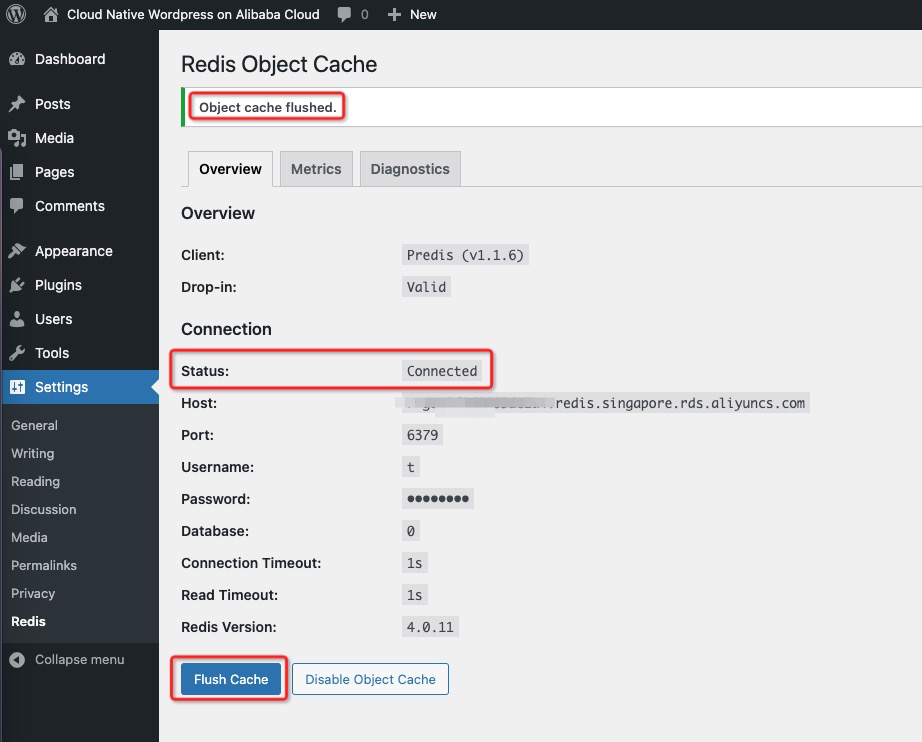 Cloud Native Wordpress on Alibaba Cloud 0 New
Dashboard
Posts
Media
Pages
Comments
Appearance
Plugins
Users
Tools
Settings
General
Writing
Reading
Discussion
Media
Permalinks
Privacy
Redis
Collapse menu
Redis Object Cache
Object cache flushed.
Overview Metrics Diagnostics
Overview
Client: Predis (v1.1.6)
Drop-in: Valid
Connection
Status: Connected
Host: .redis.singapore.rds.aliyuncs.com
Port: 6379
Username: t
Password: ••••••••
Database: 0
Connection Timeout: 1s
Read Timeout: 1s
Redis Version: 4.0.11
Flush Cache Disable Object Cache